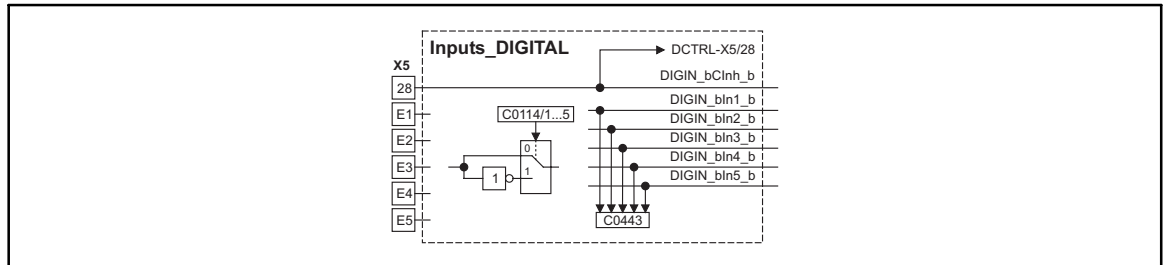 Inputs_DIGITAL
DCTRL-X5/28
X5
DIGIN_bCInh_b
28
DIGIN_bIn1_b
E1
C0114/1...5
DIGIN_bIn2_b
E2
0
DIGIN_bIn3_b
E3
DIGIN_bIn4_b
1
1
DIGIN_bIn5_b
E4
E5
C0443